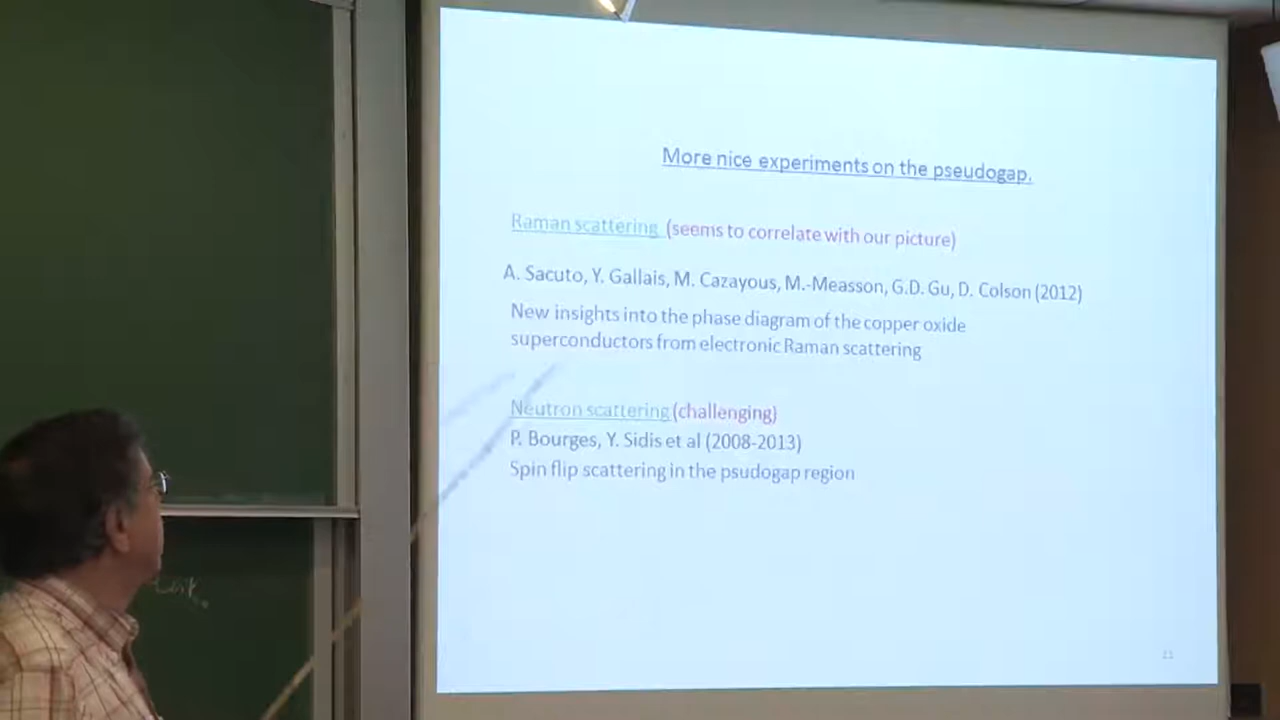 More nice experiments on the pseudogap.
Raman scattering (seems to correlate with our picture)
A. Sacuto, Y. Gallais, M. Cazayous, M.-Measson, G.D. Gu, D. Colson (2012)
New insights into the phase diagram of the copper oxide
superconductors from electronic Raman scattering
Neutron scattering (challenging)
P. Bourges, Y. Sidis et al (2008-2013)
Spin flip scattering in the psudogap region